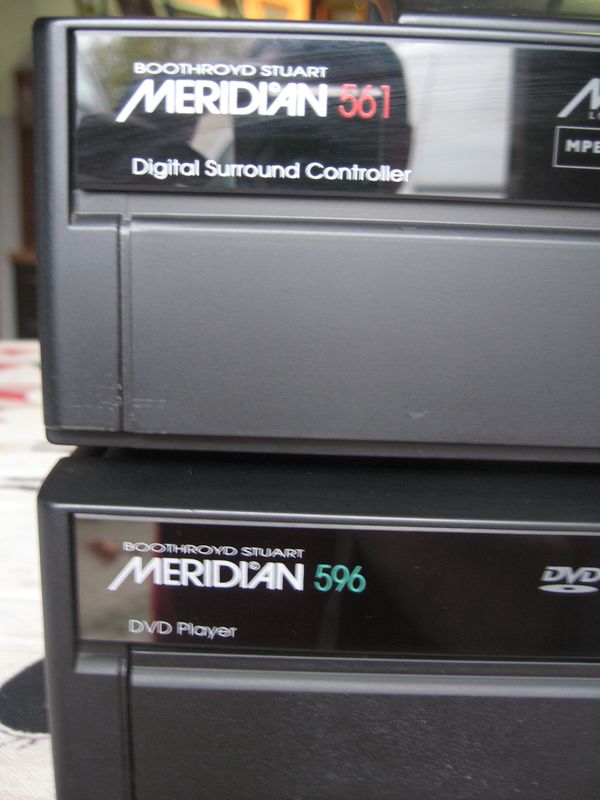 BOOTHROYD STUART
MERIDIAN 561
Digital Surround Controller
BOOTHROYD STUART
MERIDIAN 596
DVD
DVD Player